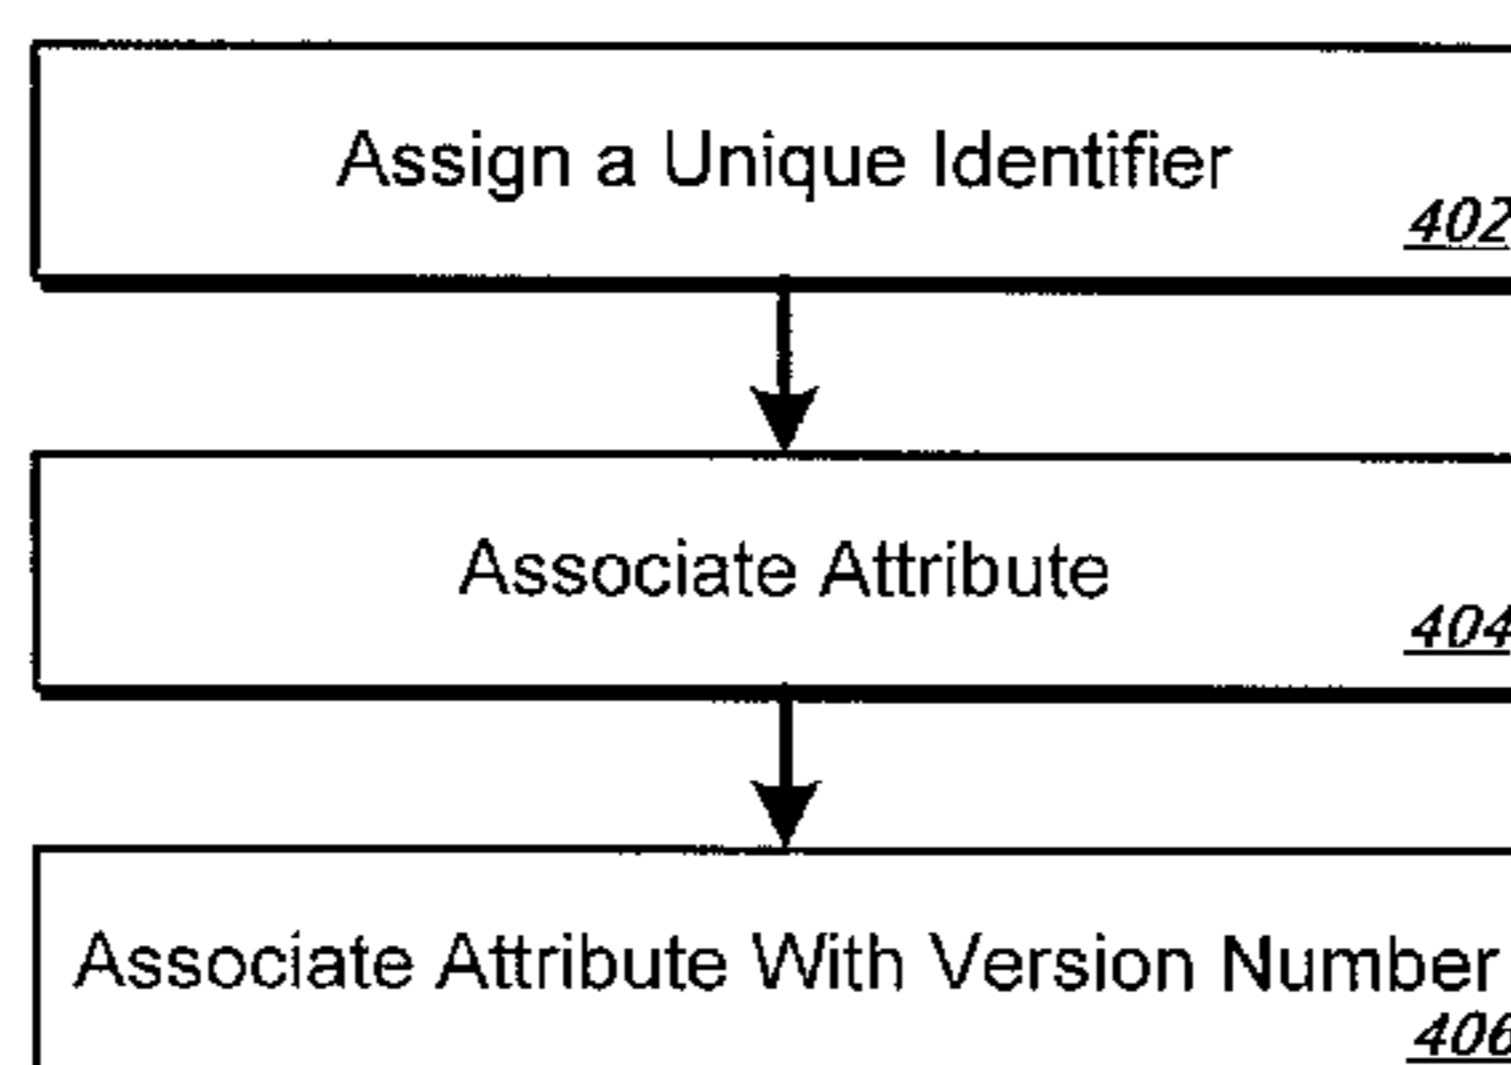 Assign a Unique Identifier
402
Associate Attribute
404
Associate Attribute With Version Number
406